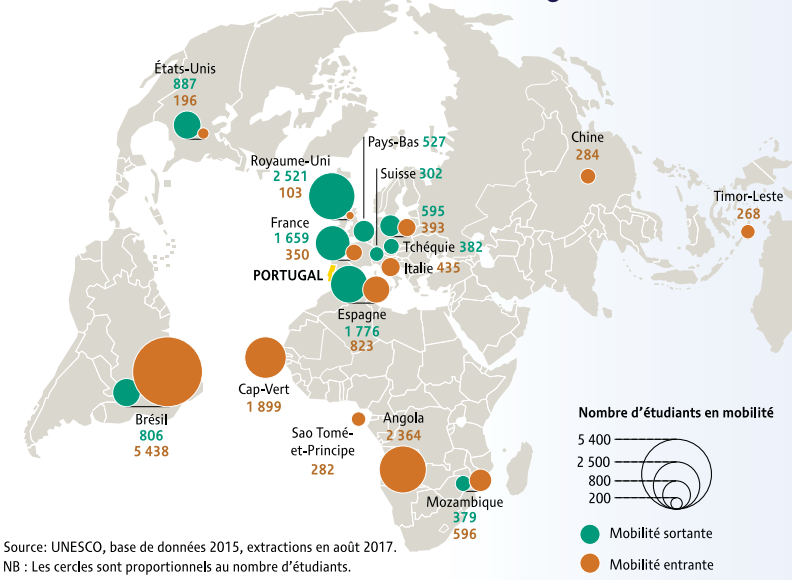 États-Unis
887
196
Pays-Bas 527
Royaume-Uni
2 521
103
Suisse 302
Chine
284
Timor-Leste
268
France
1 659
350
595
393
Tchéquie 382
PORTUGAL
Italie 435
Espagne
1 776
823
Cap-Vert
1 899
Brésil
806
5 438
Sao Tomé-
et-Principe
282
Angola
2 364
Mozambique
379
596
Nombre d'étudiants en mobilité
5 400
2 500
800
200
Mobilité sortante
Mobilité entrante
Source: UNESCO, base de données 2015, extractions en août 2017.
NB : Les cercles sont proportionnels au nombre d'étudiants.